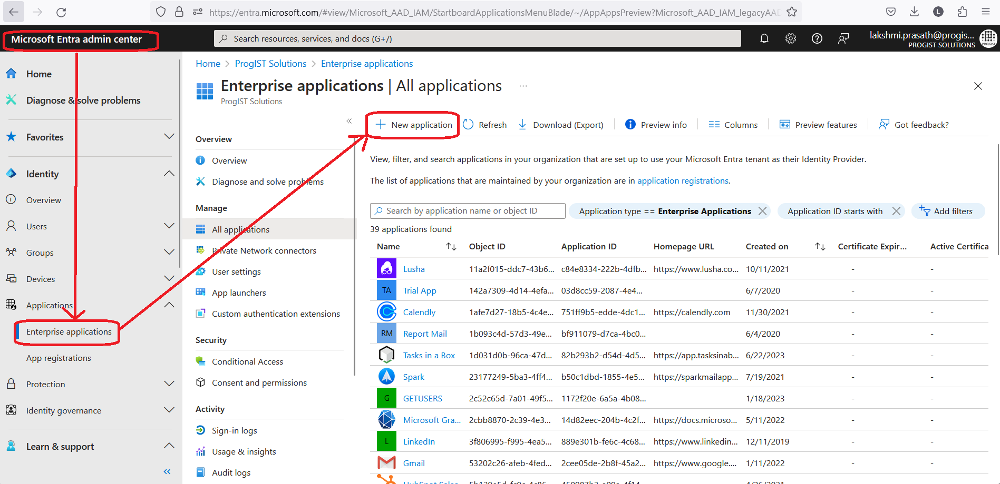 https://entra.microsoft.com/#view/Microsoft_AAD_IAM/StartboardApplicationsMenuBlade/~/AppAppsPreview?Microsoft_AAD_IAM_legacyAAD
L
Microsoft Entra admin center
Search resources, services, and docs (G+/)
lakshmi.prasath@progis...
PROGIST SOLUTIONS
PROGIST
Home
Diagnose & solve problems
Favorites
Identity
Overview
Users
Groups
Devices
Applications
Enterprise applications
App registrations
Protection
Identity governance
Learn & support
Home > ProgIST Solutions > Enterprise applications
Enterprise applications | All applications ...
ProgIST Solutions
Overview
Overview
Diagnose and solve problems
Manage
All applications
Private Network connectors
User settings
App launchers
Custom authentication extensions
Security
Conditional Access
Consent and permissions
Activity
Sign-in logs
Usage & insights
Audit logs
New application Refresh Download (Export) Preview info Columns Preview features Got feedback?
View, filter, and search applications in your organization that are set up to use your Microsoft Entra tenant as their Identity Provider.
The list of applications that are maintained by your organization are in application registrations.
Search by application name or object ID Application type == Enterprise Applications Application ID starts with Add filters
39 applications found
Name Object ID Application ID Homepage URL Created on Certificate Expir... Active Certifica
Lusha 11a2f015-ddc7-43b6... c84e8334-222b-4dfb... https://www.lusha.co... 10/11/2021 - -
TA Trial App 142a7309-4d14-4efa... 03d8cc59-2087-4e4... 6/7/2020 - -
Calendly 1afe7d27-18b5-4c4e... 751ff9b5-edde-4dc1... https://calendly.com 11/30/2021 - -
RM Report Mail 1b093c4d-57d3-49e... bf911079-d7ca-4bc0... 6/4/2020 - -
Tasks in a Box 1d031d0b-96ca-47d... 82b293b2-d54d-4d5... https://app.tasksinab... 6/22/2023 - -
Spark 23177249-5ba3-4ff4... b50c1dbd-1855-4e5... https://sparkmailapp... 7/19/2021 - -
G GETUSERS 2c52c65d-7a01-49f5... 1172f20e-6a5a-4b08... 1/18/2023 - -
Microsoft Gra... 2cbb8870-2c39-4e3... 14d82eec-204b-4c2f... https://docs.microso... 5/11/2022 - -
L LinkedIn 3f806995-f995-4ea5... 889e301b-fe6c-4c68... https://www.linkedin... 12/11/2019 - -
Gmail 53202c26-afeb-4fed... 2cee05de-2b8f-45a2... https://www.google.... 1/11/2022 - -
HubSpot Sales